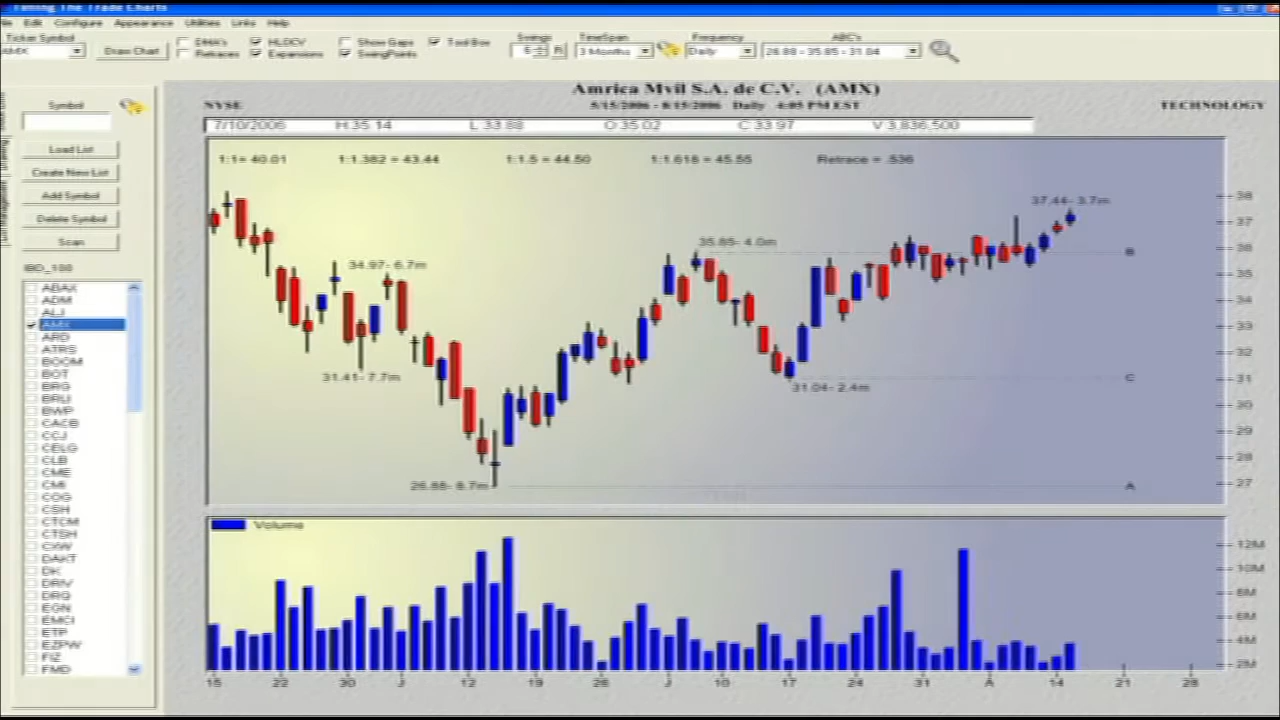 Timing The Trade Charts
Edit Configure Appearance Utilities Links Help
Ticker Symbol
AMX
Draw Chart
DMA's
Retraces
HLOCV
Expansions
Show Gaps
SwingPoints
Tool Box
Swings
TimeSpan
3 Months
Frequency
Daily
ABC's
26.88 - 35.85 - 31.04
Amrica Mvil S.A. de C.V. (AMX)
NYSE
5/15/2006 - 8/15/2006 Daily 4:05 PM EST
TECHNOLOGY
7/10/2006 H 35.14 L 33.88 O 35.02 C 33.97 V 3,836,500
1:1= 40.01 1:1.382 = 43.44 1:1.5 = 44.50 1:1.618 = 45.55 Retrace = .536
Symbol
Load List
Create New List
Add Symbol
Delete Symbol
Scan
IBD_100
ABAX
ADM
ALJ
AMX
ARD
ATRS
BOOM
BOT
BRG
BRLI
BWP
CACB
CCJ
CELG
CLB
CME
CMI
COG
CSH
CTCM
CTSH
CXW
DAKT
DK
DRIV
DRQ
EGN
EMCI
ETP
EZPW
FIZ
FMD
37.44- 3.7m
35.85- 4.0m
34.97- 6.7m
31.41- 7.7m
31.04- 2.4m
26.88- 8.7m
B
C
A
38
37
36
35
34
33
32
31
30
29
28
27
Volume
12M
10M
8M
6M
4M
2M
15 22 30 J 12 19 26 J 10 17 24 31 A 14 21 28